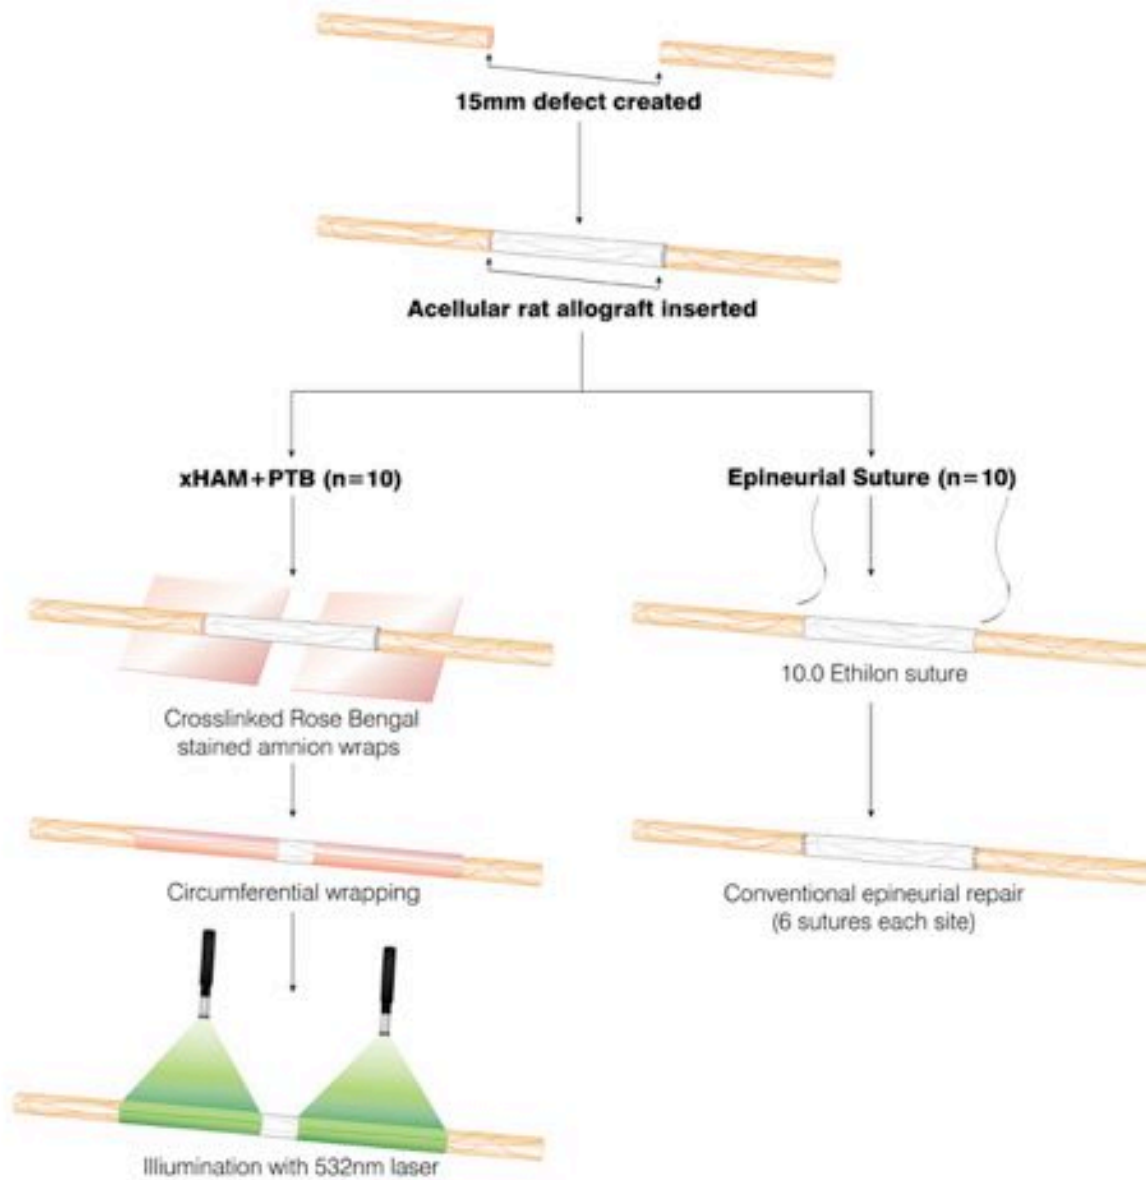 15mm defect created
Acellular rat allograft inserted
xHAM+PTB (n=10)
Epineurial Suture (n=10)
10.0 Ethilon suture
Crosslinked Rose Bengal
stained amnion wraps
Circumferential wrapping
Conventional epineurial repair
(6 sutures each site)
Illiumination with 532nm laser